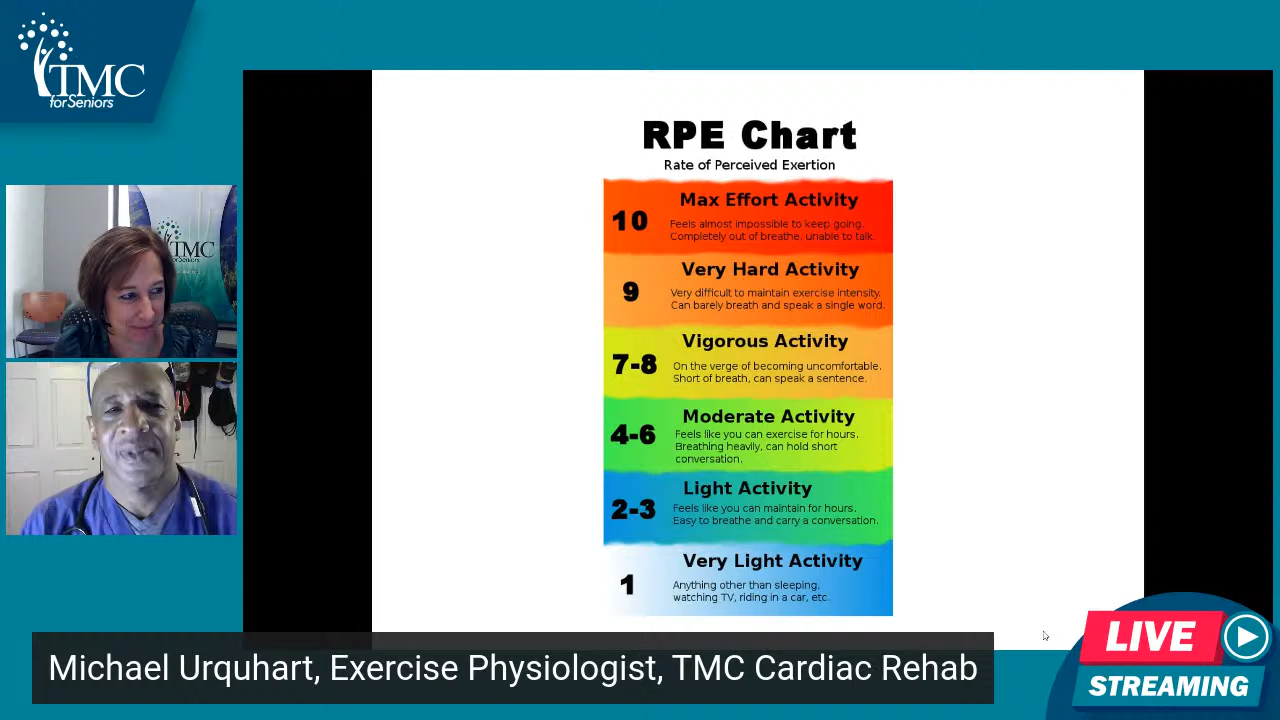 TMC
for Seniors
TMC
for Seniors
RPE Chart
Rate of Perceived Exertion
10
Max Effort Activity
Feels almost impossible to keep going.
Completely out of breathe, unable to talk.
9
Very Hard Activity
Very difficult to maintain exercise intensity.
Can barely breath and speak a single word.
7-8
Vigorous Activity
On the verge of becoming uncomfortable.
Short of breath, can speak a sentence.
4-6
Moderate Activity
Feels like you can exercise for hours.
Breathing heavily, can hold short
conversation.
2-3
Light Activity
Feels like you can maintain for hours.
Easy to breathe and carry a conversation.
1
Very Light Activity
Anything other than sleeping,
watching TV, riding in a car, etc.
Michael Urquhart, Exercise Physiologist, TMC Cardiac Rehab
LIVE
STREAMING